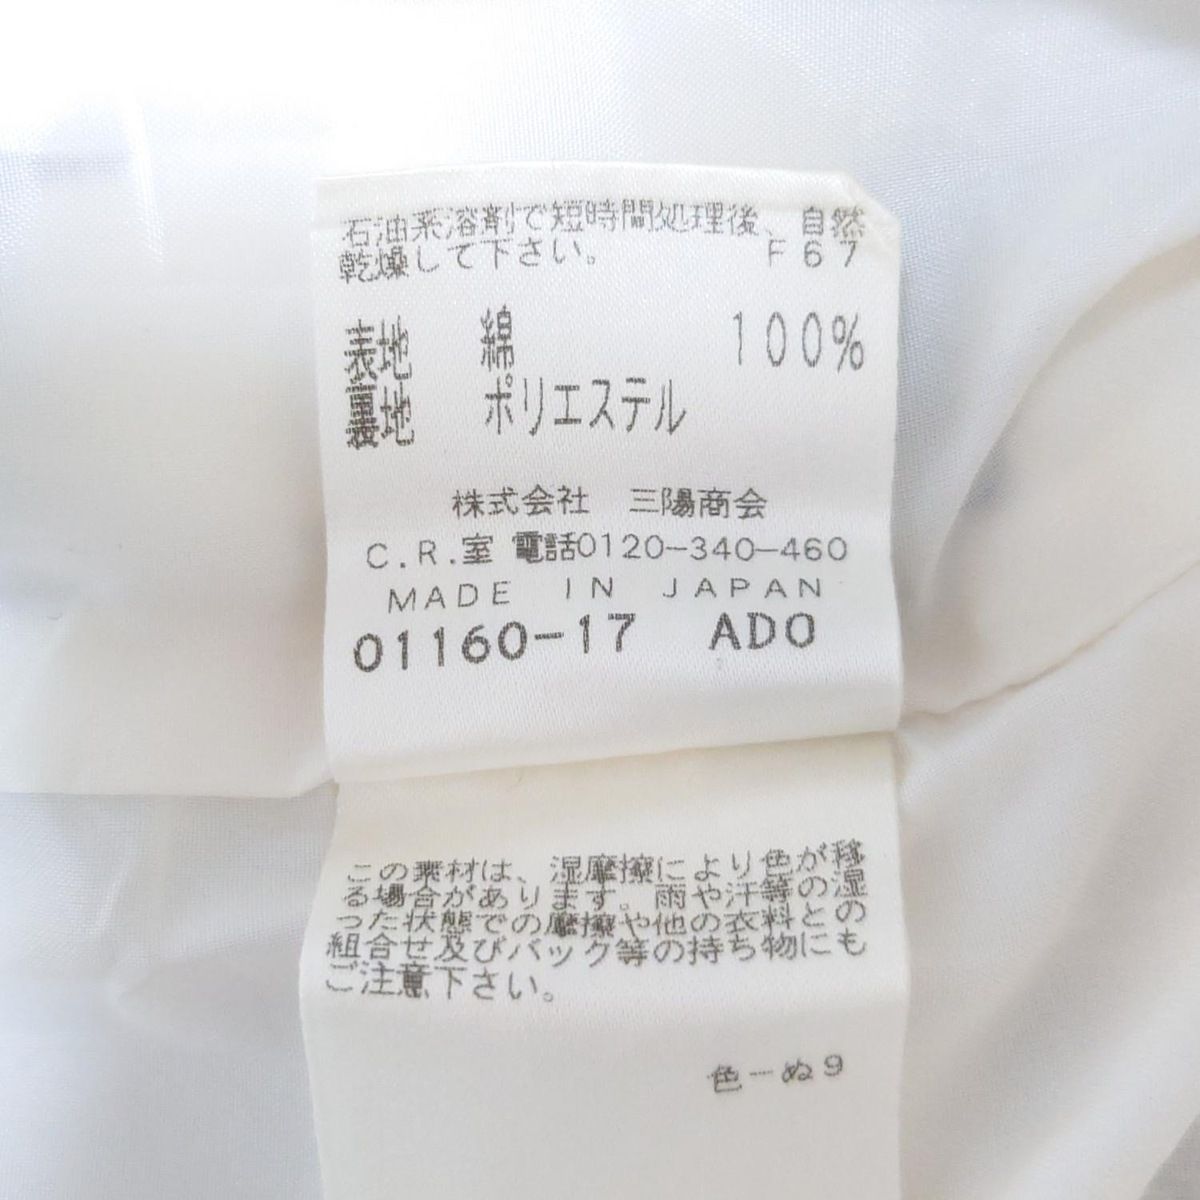 石油系溶剤で短時間処理後、自然
乾燥して下さい。 F67
表地 綿 100%
裏地 ポリエステル
株式会社 三陽商会
C.R.室 電話0120-340-460
MADE IN JAPAN
01160-17 ADO
この素材は、湿摩擦により色が移
る場合があります。雨や汗等の湿
った状態での摩擦や他の衣料との
組合せ及びバック等の持ち物にも
ご注意下さい。
色-ぬ9